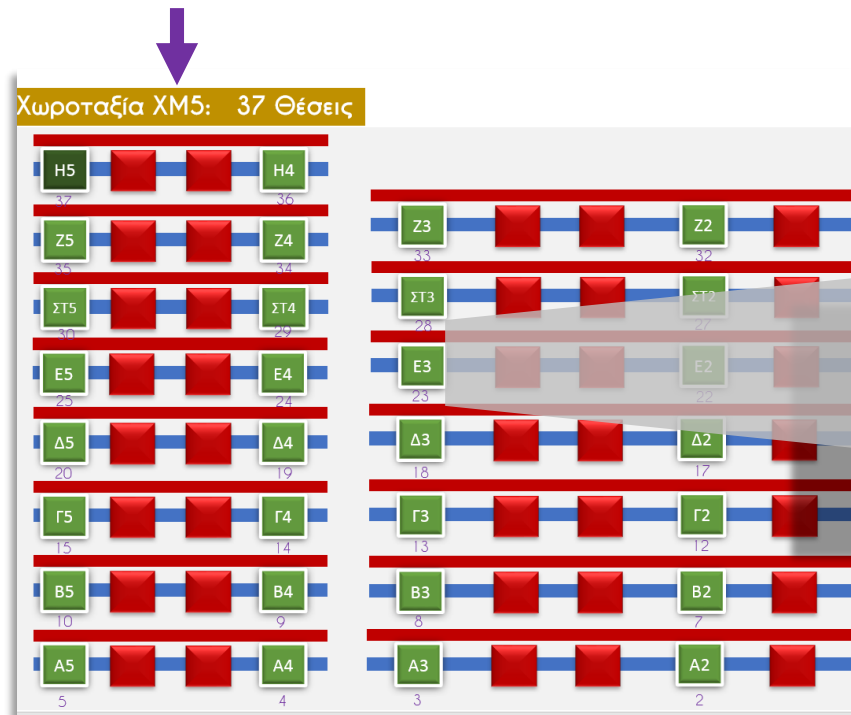 Χωροταξία ΧΜ5: 37 Θέσεις
Η5 Η4
37 36
Ζ5 Ζ4 Ζ3 Ζ2
35 34 33 32
ΣΤ5 ΣΤ4 ΣΤ3 ΣΤ2
30 29 28 27
Ε5 Ε4 Ε3 Ε2
25 24 23 22
Δ5 Δ4 Δ3 Δ2
20 19 18 17
Γ5 Γ4 Γ3 Γ2
15 14 13 12
Β5 Β4 Β3 Β2
10 9 8 7
Α5 Α4 Α3 Α2
5 4 3 2